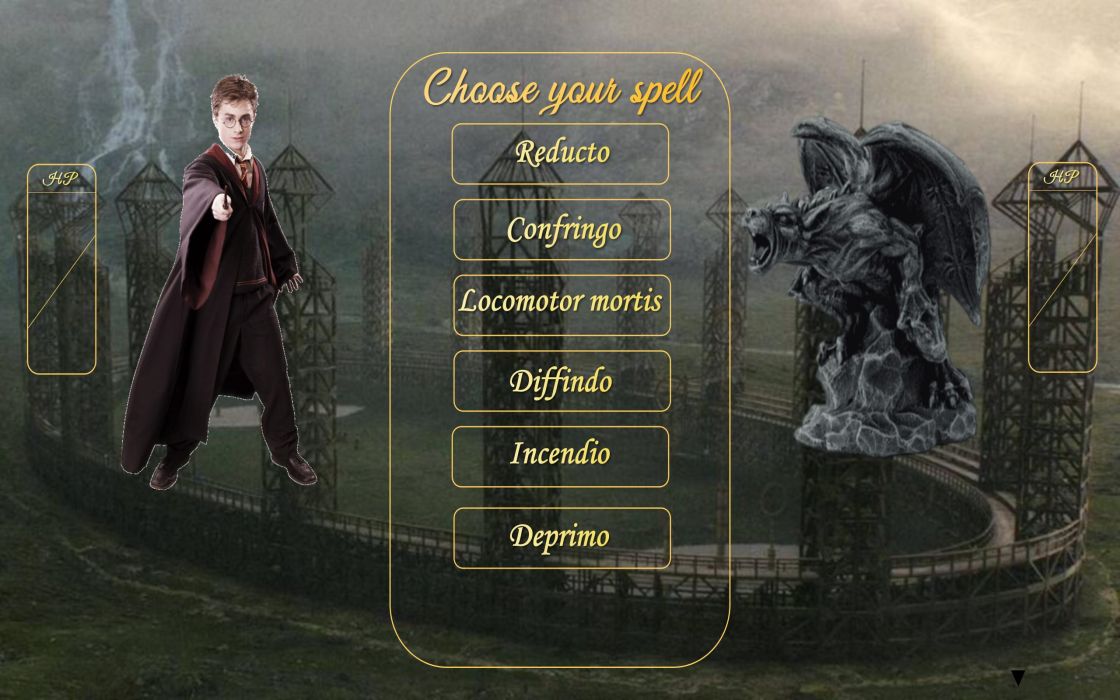 Choose your spell
HP
HP
Reducto
Confringo
Locomotor mortis
Diffindo
Incendio
Deprimo